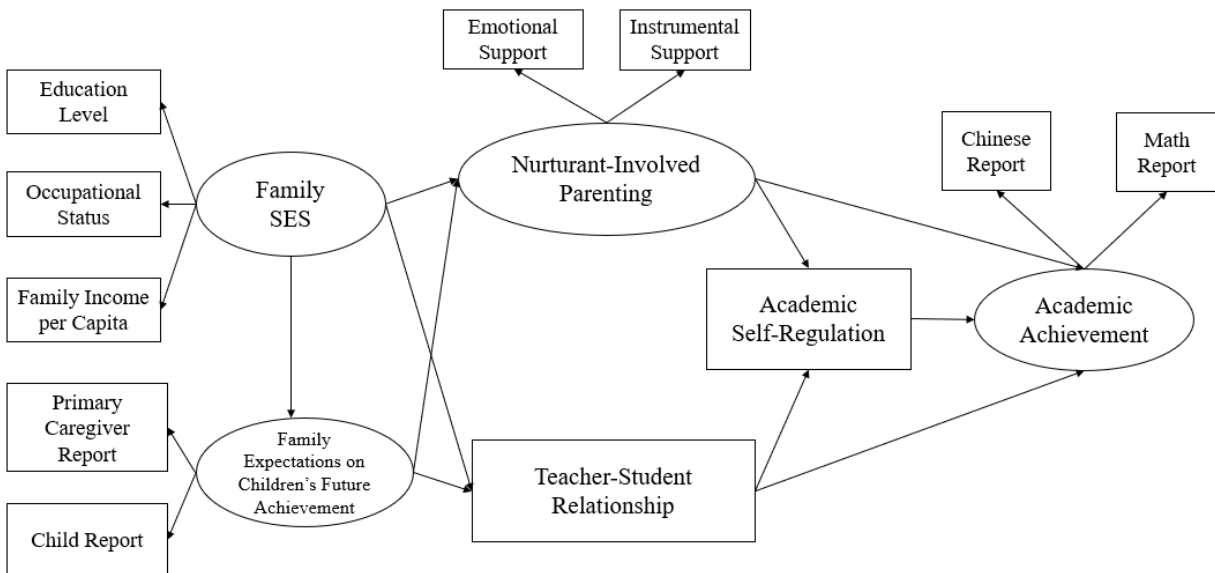 Emotional
Support
Instrumental
Support
Education
Level
Occupational
Status
Family Income
per Capita
Primary
Caregiver
Report
Child Report
Family
SES
Family
Expectations on
Children’s Future
Achievement
Nurturant-Involved
Parenting
Teacher-Student
Relationship
Academic
Self-Regulation
Chinese
Report
Math
Report
Academic
Achievement